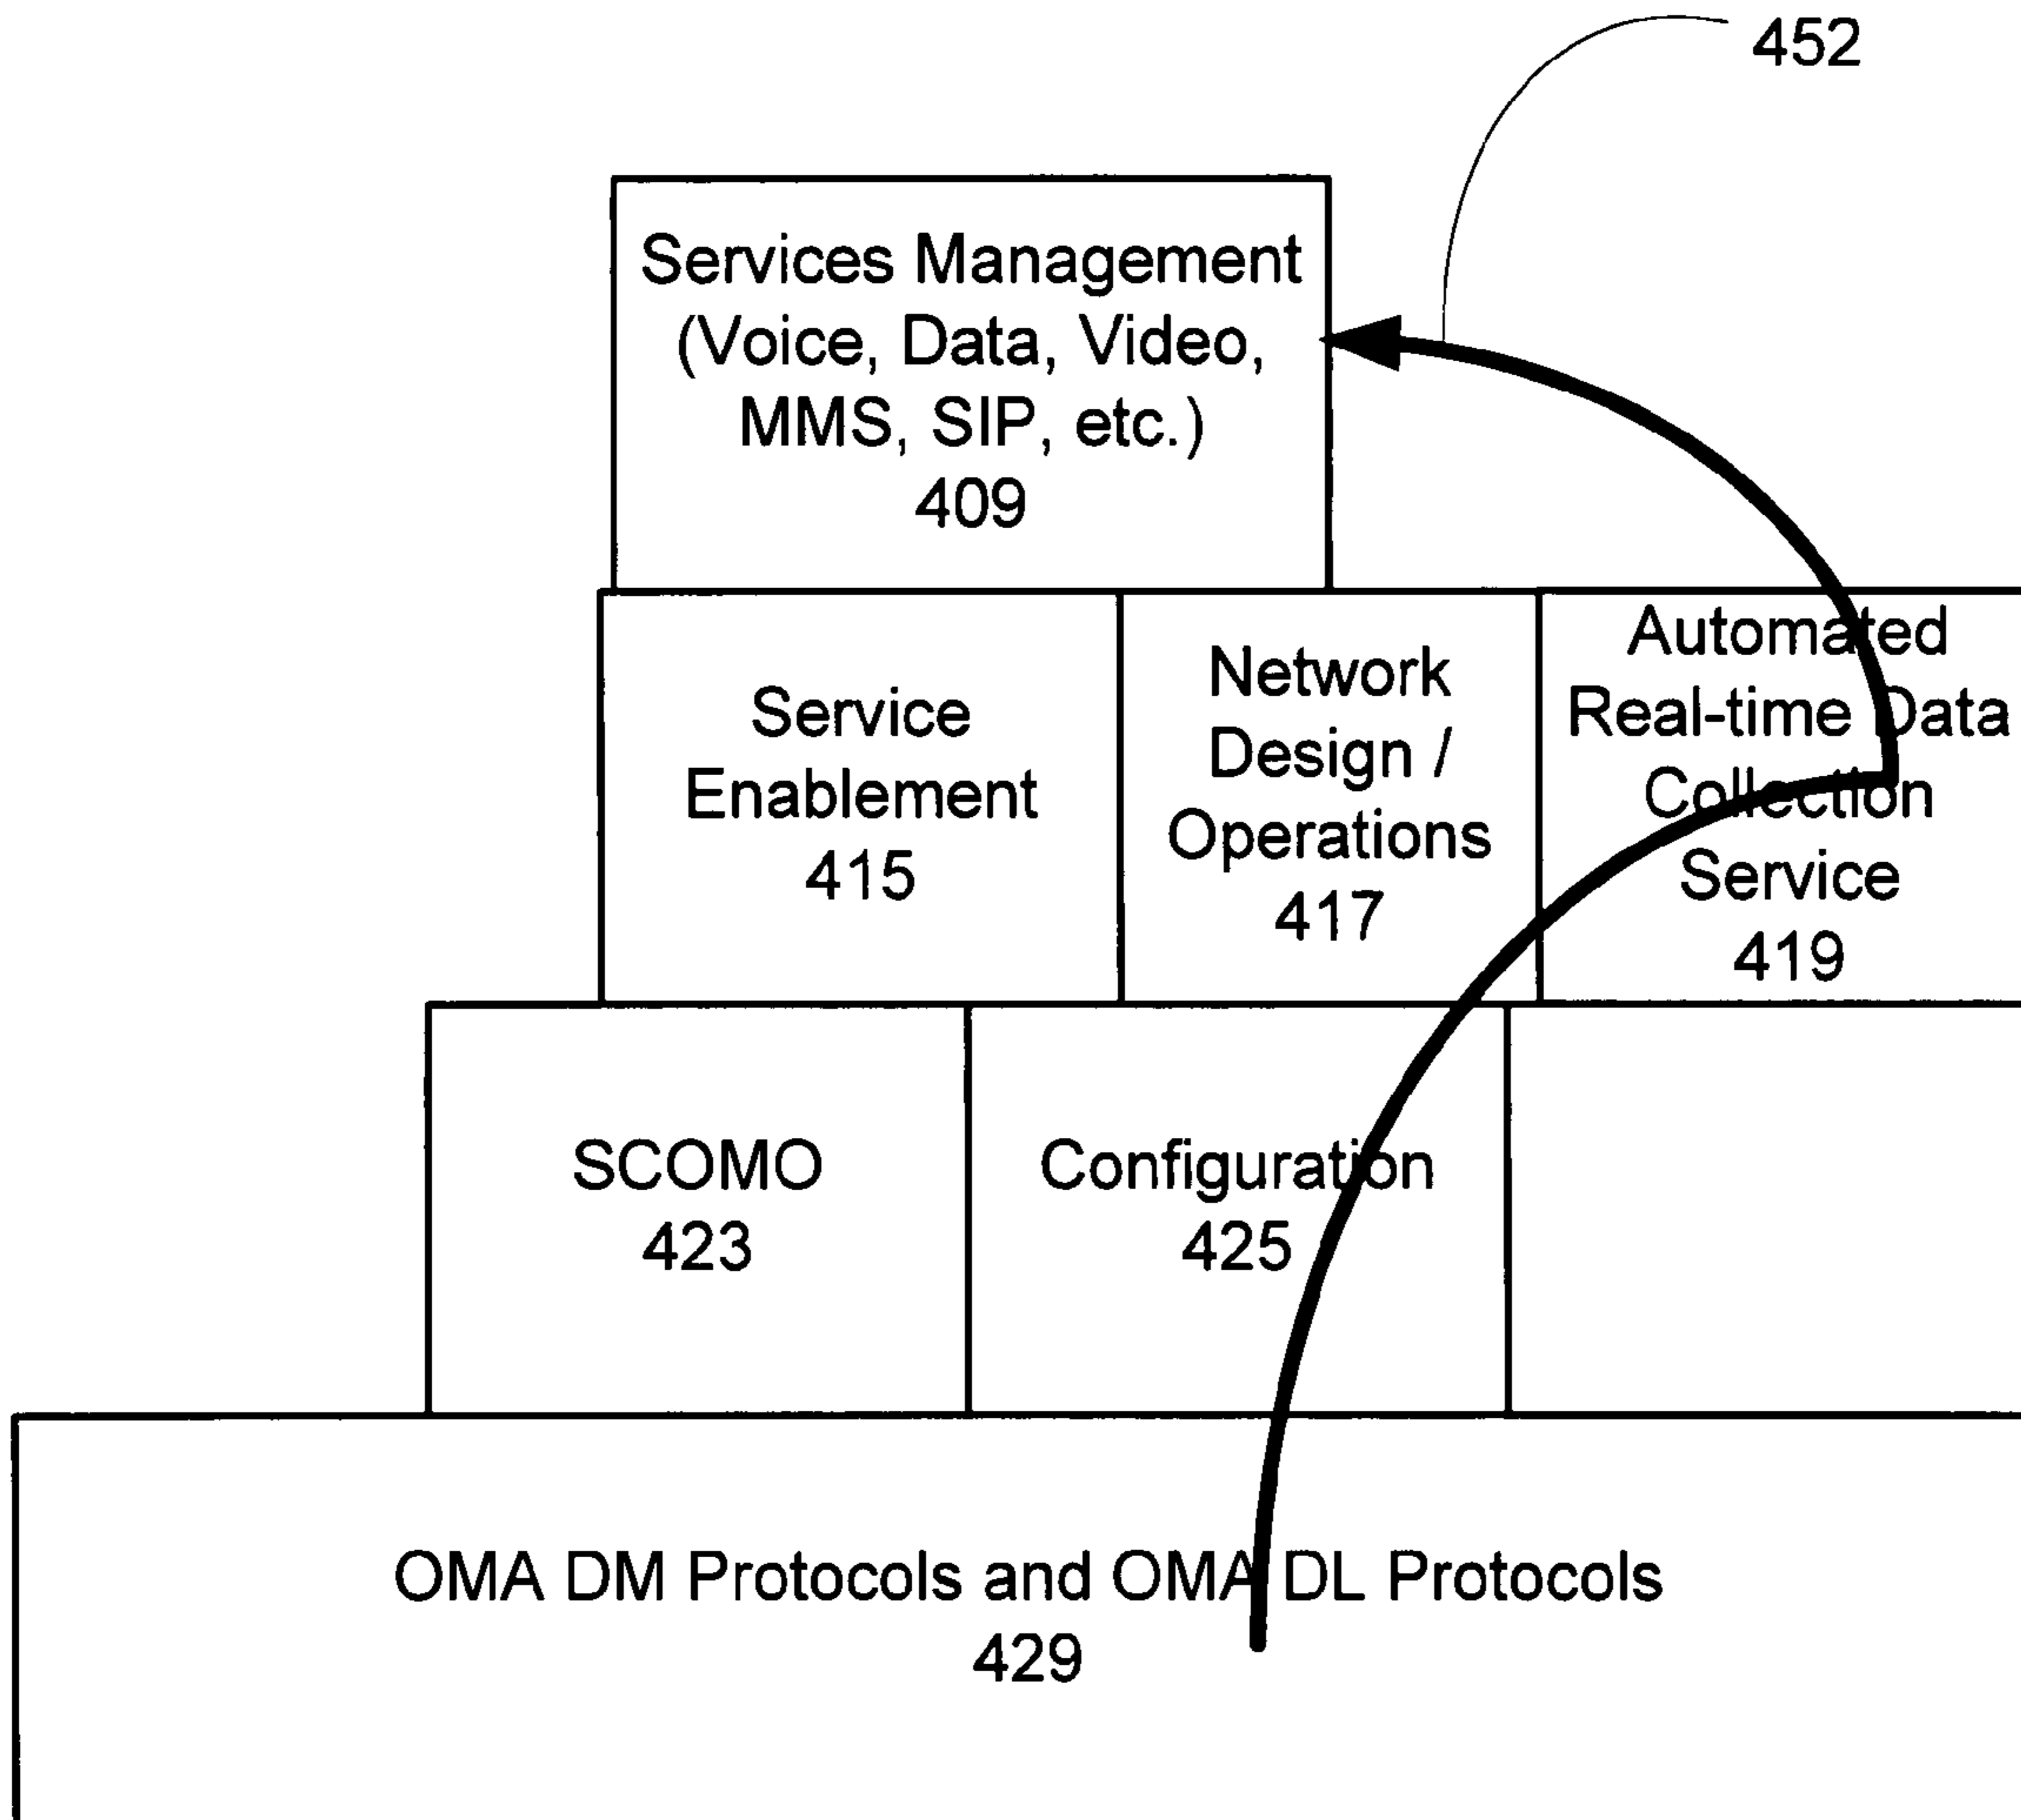 452
Services Management
(Voice, Data, Video,
MMS, SIP, etc.)
409
Service
Enablement
415
Network
Design /
Operations
417
Automated
Real-time Data
Collection
Service
419
SCOMO
423
Configuration
425
OMA DM Protocols and OMA DL Protocols
429